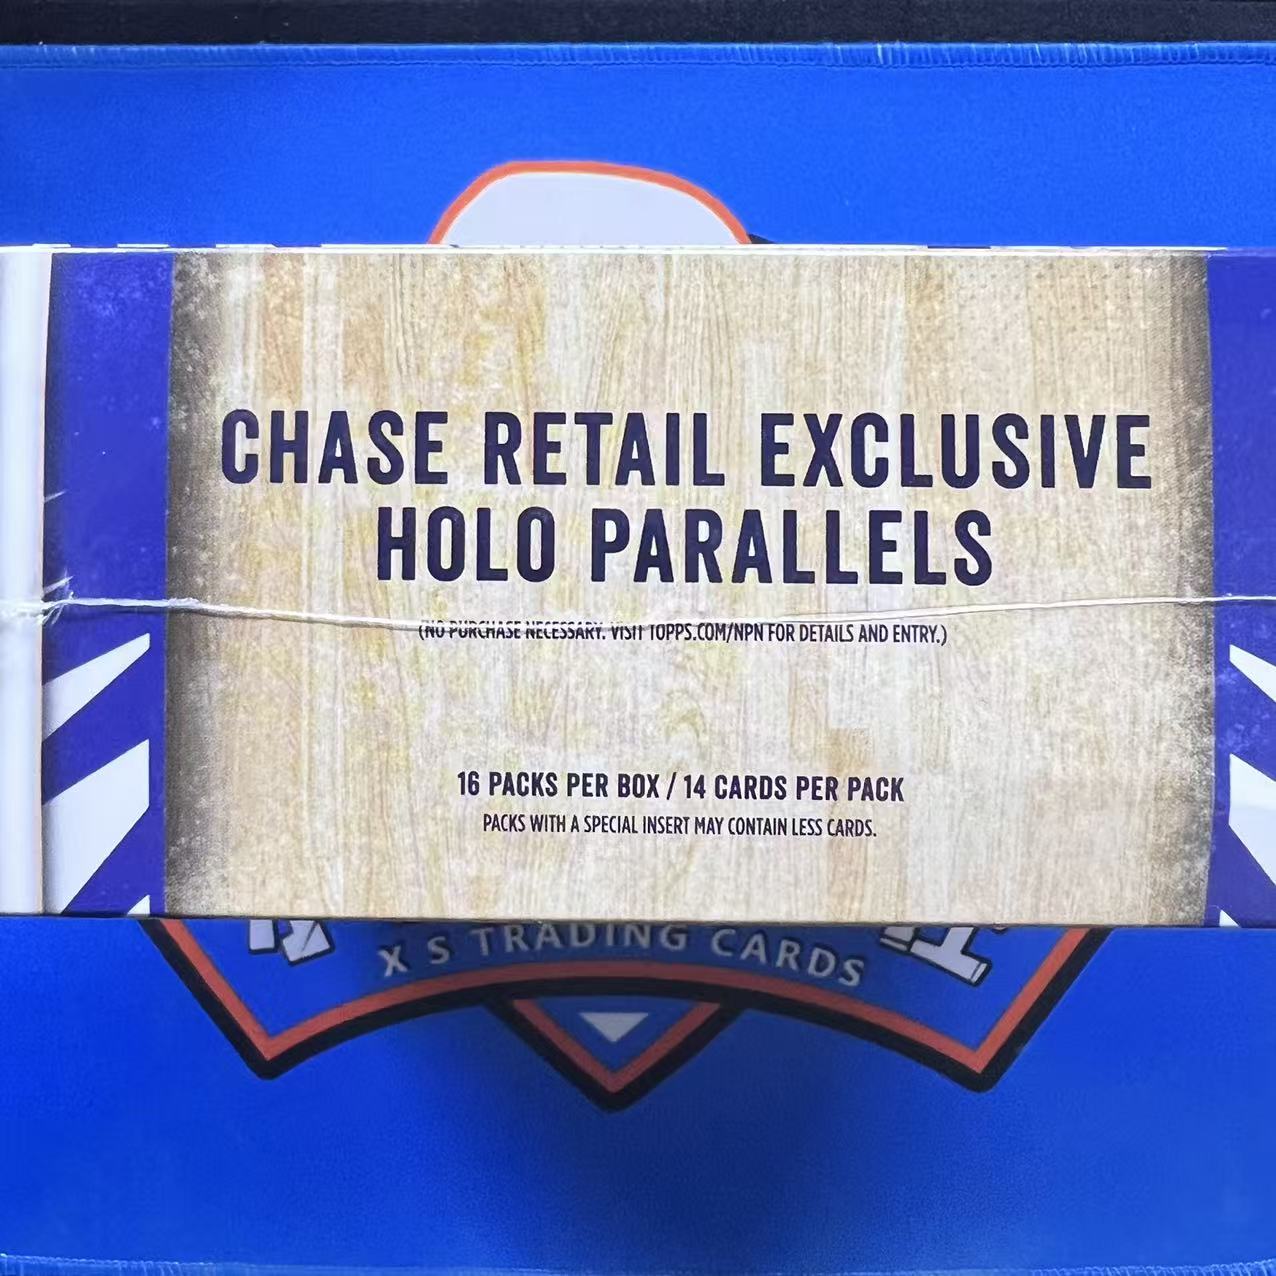 CHASE RETAIL EXCLUSIVE
HOLO PARALLELS
(NO PURCHASE NECESSARY. VISIT TOPPS.COM/NPN FOR DETAILS AND ENTRY.)
16 PACKS PER BOX / 14 CARDS PER PACK
PACKS WITH A SPECIAL INSERT MAY CONTAIN LESS CARDS.
X S TRADING CARDS